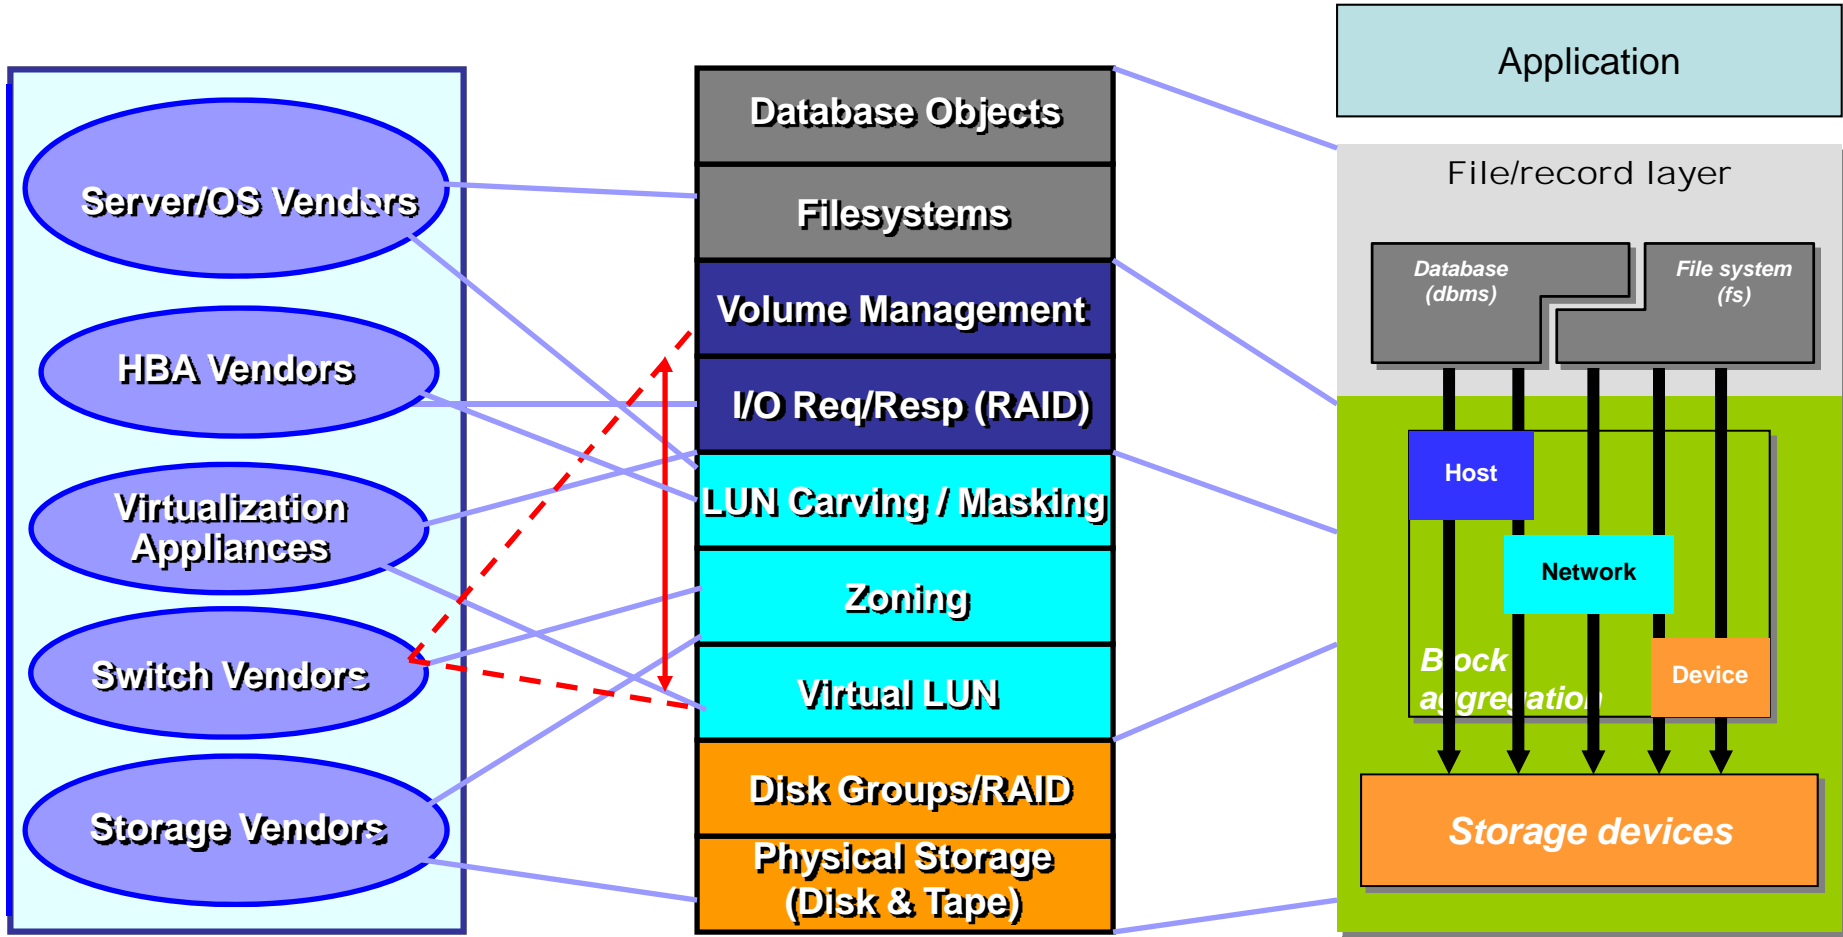 Server/OS Vendors
HBA Vendors
Virtualization
Appliances
Switch Vendors
Storage Vendors
Database Objects
Filesystems
Volume Management
I/O Req/Resp (RAID)
LUN Carving / Masking
Zoning
Virtual LUN
Disk Groups/RAID
Physical Storage
(Disk & Tape)
Application
File/record layer
Database
(dbms)
File system
(fs)
Host
Network
Device
Block
aggregation
Storage devices